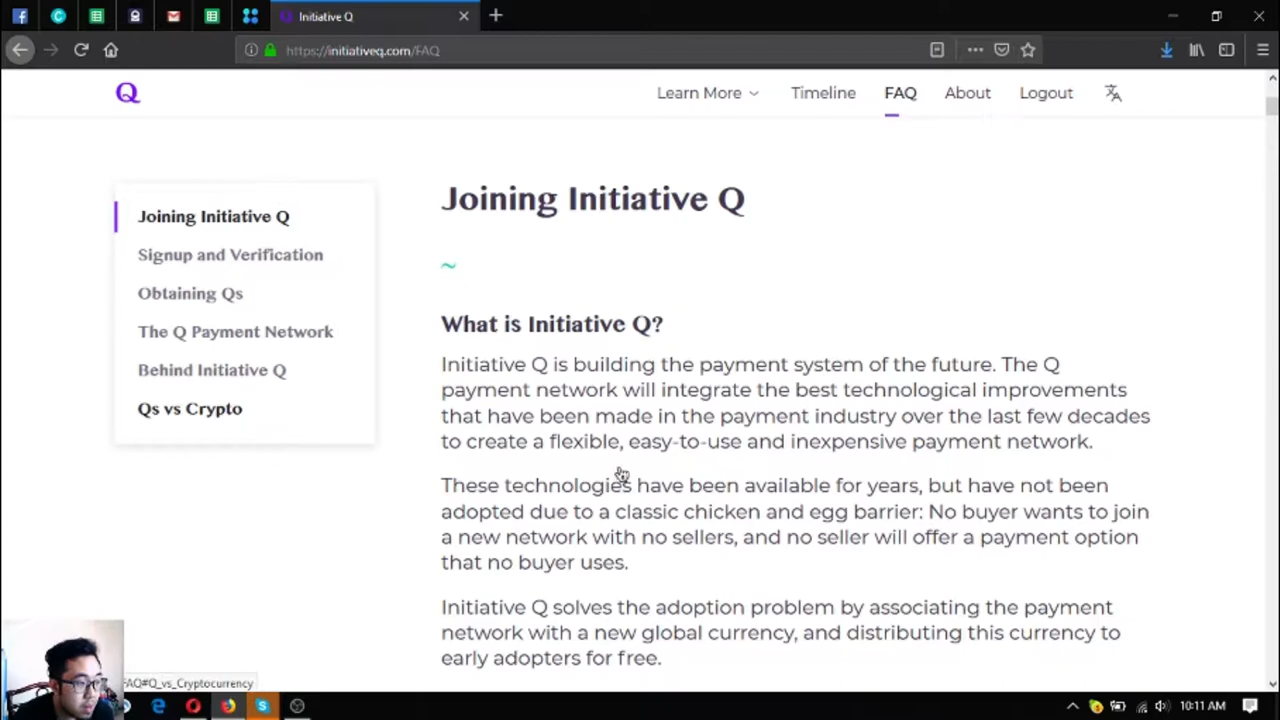 Initiative Q
https://initiativeq.com/FAQ
Q
Learn More
Timeline
FAQ
About
Logout
Joining Initiative Q
Signup and Verification
Obtaining Qs
The Q Payment Network
Behind Initiative Q
Qs vs Crypto
Joining Initiative Q
~
What is Initiative Q?
Initiative Q is building the payment system of the future. The Q
payment network will integrate the best technological improvements
that have been made in the payment industry over the last few decades
to create a flexible, easy-to-use and inexpensive payment network.
These technologies have been available for years, but have not been
adopted due to a classic chicken and egg barrier: No buyer wants to join
a new network with no sellers, and no seller will offer a payment option
that no buyer uses.
Initiative Q solves the adoption problem by associating the payment
network with a new global currency, and distributing this currency to
early adopters for free.
FAQ#Q_vs_Cryptocurrency
10:11 AM